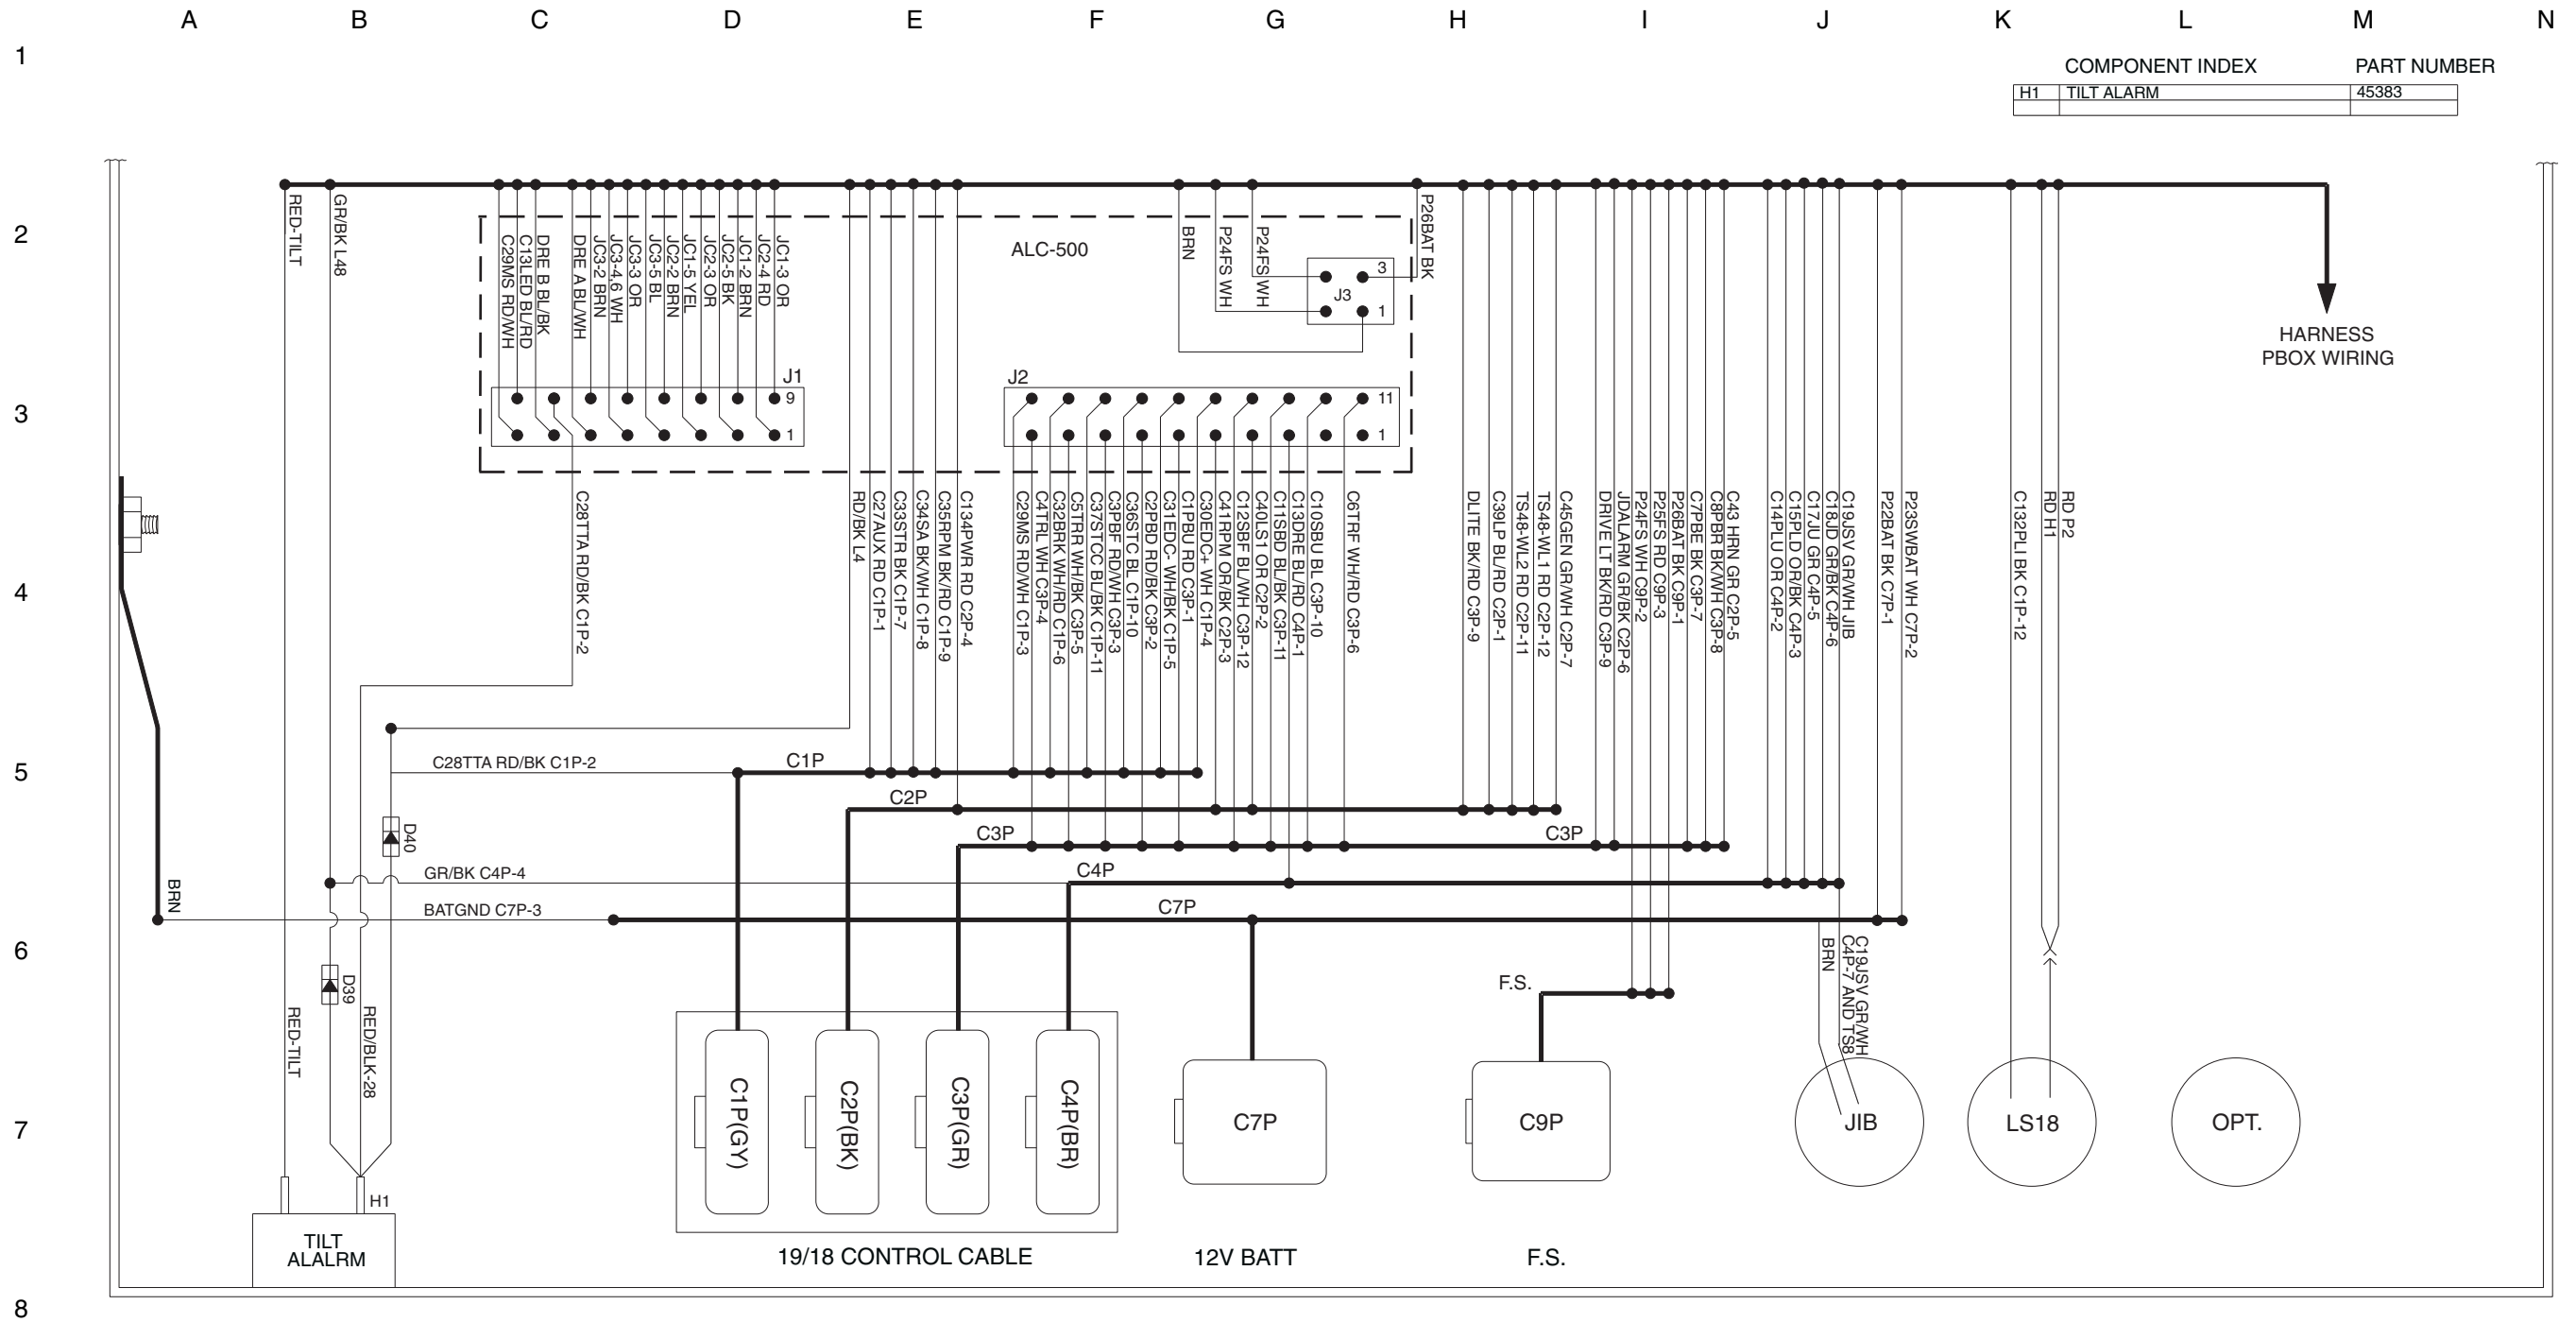 A B C D E F G H I J K L M N
1
COMPONENT INDEX PART NUMBER
H1 TILT ALARM 45383
2
RED-TILT
GR/BK L48
C29MS RD/WH
C13LED BL/RD
DRE B BL/BK
DRE A BL/WH
JC3-2 BRN
JC3-4,6 WH
JC3-3 OR
JC3-5 BL
JC2-2 BRN
JC1-5 YEL
JC2-3 OR
JC2-5 BK
JC1-2 BRN
JC2-4 RD
JC1-3 OR
ALC-500
BRN
P24FS WH
P24FS WH
P26BAT BK
3
J3
1
HARNESS
PBOX WIRING
J1
9
1
J2
11
1
3
C28TTA RD/BK C1P-2
RD/BK L4
C27AUX RD C1P-1
C33STR BK C1P-7
C34SA BK/WH C1P-8
C35RPM BK/RD C1P-9
C134PWR RD C2P-4
C29MS RD/WH C1P-3
C4TRL WH C3P-4
C32BRK WH/RD C1P-6
C5TRR WH/BK C3P-5
C37STCC BL/BK C1P-11
C3PBF RD/WH C3P-3
C36STC BL C1P-10
C2PBD RD/BK C3P-2
C31EDC- WH/BK C1P-5
C1PBU RD C3P-1
C30EDC+ WH C1P-4
C41RPM OR/BK C2P-3
C12SBF BL/WH C3P-12
C40LS1 OR C2P-2
C11SBD BL/BK C3P-11
C13DRE BL/RD C4P-1
C10SBU BL C3P-10
C6TRF WH/RD C3P-6
DLITE BK/RD C3P-9
C39LP BL/RD C2P-1
TS48-WL2 RD C2P-11
TS48-WL1 RD C2P-12
C45GEN GR/WH C2P-7
DRIVE LT BK/RD C3P-9
JDALARM GR/BK C2P-6
P24FS WH C9P-2
P25FS RD C9P-3
P26BAT BK C9P-1
C7PBE BK C3P-7
C8PBR BK/WH C3P-8
C43 HRN GR C2P-5
C14PLU OR C4P-2
C15PLD OR/BK C4P-3
C17JU GR C4P-5
C18JD GR/BK C4P-6
C19JSV GR/WH JIB
P22BAT BK C7P-1
P23SWBAT WH C7P-2
C132PLI BK C1P-12
RD H1
RD P2
4
5
C28TTA RD/BK C1P-2
C1P
C2P
C3P
C3P
D40
GR/BK C4P-4
C4P
BRN
BATGND C7P-3
C7P
6
D39
RED-TILT
RED/BLK-28
F.S.
BRN
C19JSV GR/WH
C4P-7 AND TS8
C1P(GY)
C2P(BK)
C3P(GR)
C4P(BR)
C7P
C9P
JIB
LS18
OPT.
7
H1
TILT
ALALRM
19/18 CONTROL CABLE
12V BATT
F.S.
8